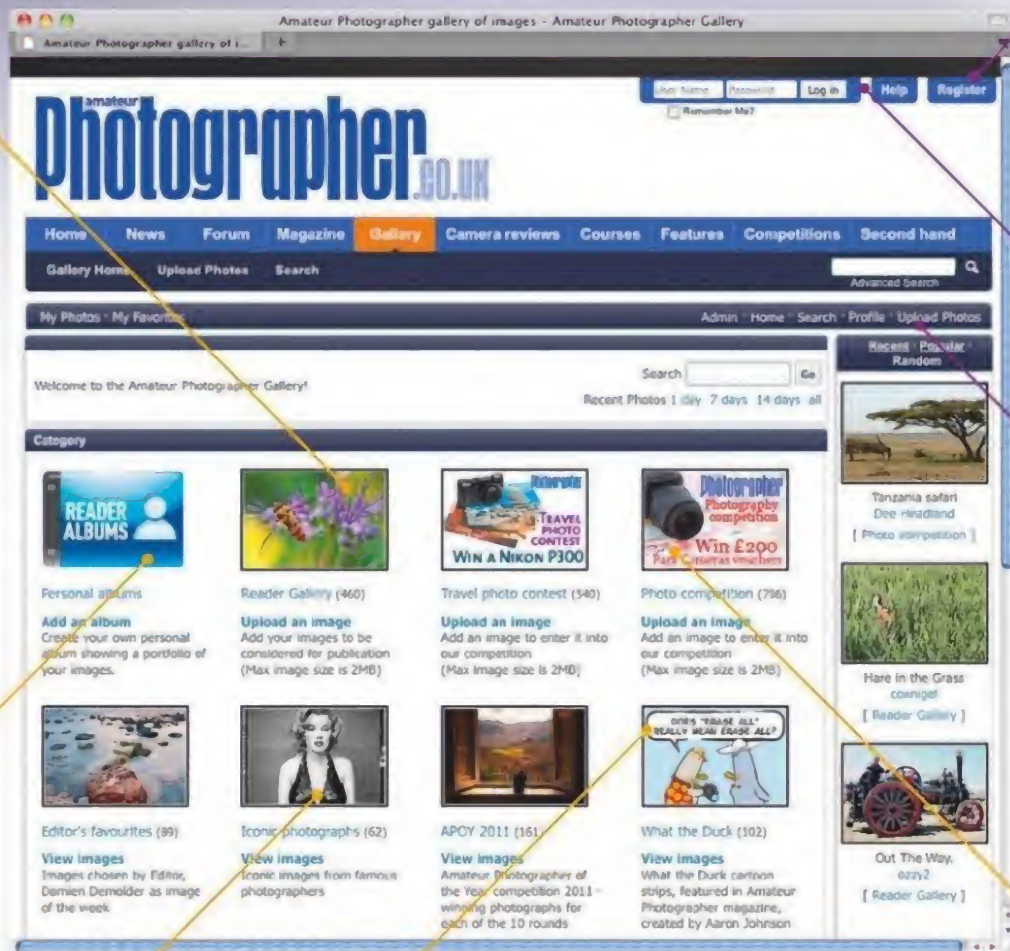 Amateur Photographer gallery of images - Amateur Photographer Gallery
Amateur Photographer gallery of i... +
User Name Password Log in Help Register
Remember Me?
amateur
Photographer.co.uk
Home News Forum Magazine Gallery Camera reviews Courses Features Competitions Second hand
Gallery Home Upload Photos Search
Advanced Search
My Photos · My Favorites Admin · Home · Search · Profile · Upload Photos
Welcome to the Amateur Photographer Gallery!
Search Go
Recent Photos 1 day 7 days 14 days all
Recent · Popular
Random
Category
READER
ALBUMS
TRAVEL
PHOTO
CONTEST
WIN A NIKON P300
Photographer
Photography
competition
Win £200
Park Cameras vouchers
Personal albums
Add an album
Create your own personal
album showing a portfolio of
your images.
Reader Gallery (460)
Upload an image
Add your images to be
considered for publication
(Max image size is 2MB)
Travel photo contest (540)
Upload an image
Add an image to enter it into
our competition
(Max image size is 2MB)
Photo competition (796)
Upload an image
Add an image to enter it into
our competition
(Max image size is 2MB)
DOES "ERASE ALL"
REALLY MEAN ERASE ALL?
Editor's favourites (99)
View images
Images chosen by Editor,
Damien Demolder as image
of the week
Iconic photographs (62)
View images
Iconic images from famous
photographers
APOY 2011 (161)
View images
Amateur Photographer of
the Year competition 2011 -
winning photographs for
each of the 10 rounds
What the Duck (102)
View images
What the Duck cartoon
strips, featured in Amateur
Photographer magazine,
created by Aaron Johnson
Tanzania safari
Dee Headland
[ Photo competition ]
Hare in the Grass
[ Reader Gallery ]
Out The Way.
ozzy2
[ Reader Gallery ]